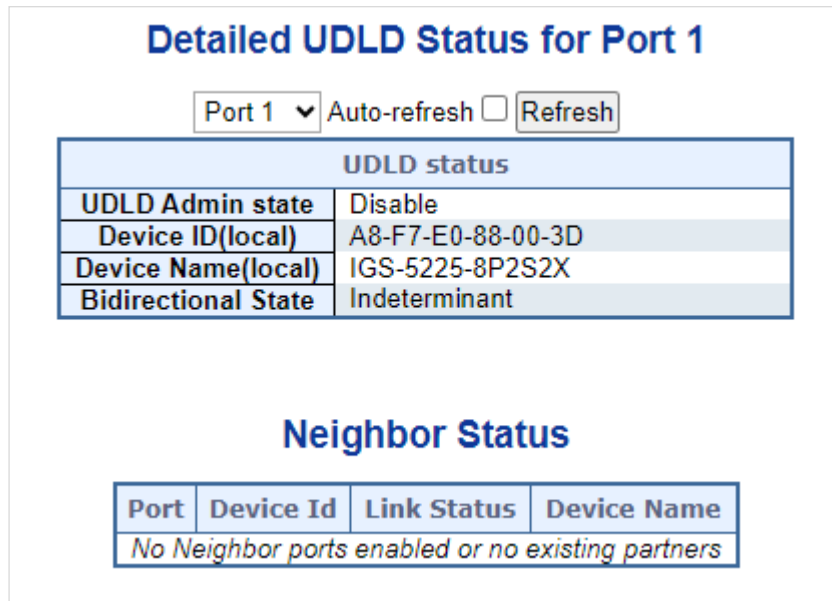 Detailed UDLD Status for Port 1
Port 1 Auto-refresh Refresh
UDLD status
UDLD Admin state Disable
Device ID(local) A8-F7-E0-88-00-3D
Device Name(local) IGS-5225-8P2S2X
Bidirectional State Indeterminant
Neighbor Status
Port Device Id Link Status Device Name
No Neighbor ports enabled or no existing partners